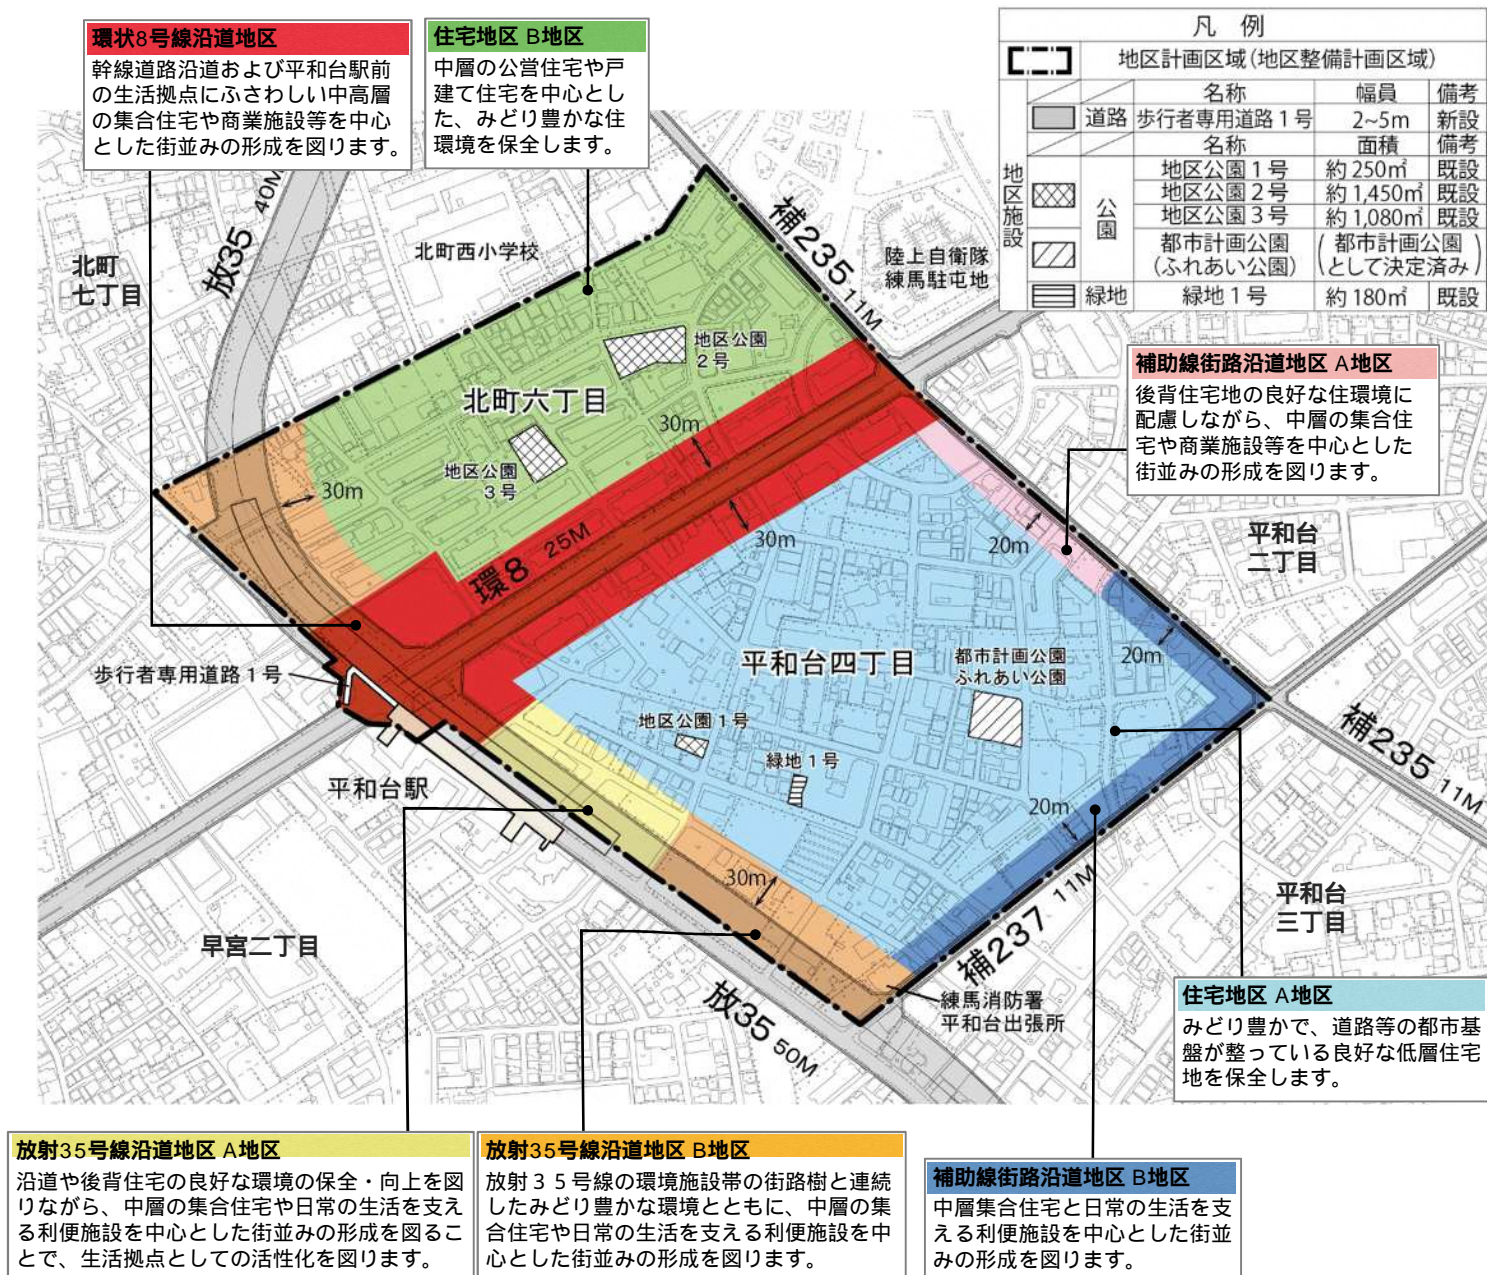 環状8号線沿道地区
幹線道路沿道および平和台駅前
の生活拠点にふさわしい中高層
の集合住宅や商業施設等を中心
とした街並みの形成を図ります。
住宅地区 B地区
中層の公営住宅や戸
建て住宅を中心とし
た、みどり豊かな住
環境を保全します。
凡 例
地区計画区域(地区整備計画区域)
地区施設
名称 幅員 備考
道路 歩行者専用道路1号 2~5m 新設
名称 面積 備考
公園
地区公園1号 約250㎡ 既設
地区公園2号 約1,450㎡ 既設
地区公園3号 約1,080㎡ 既設
都市計画公園 (都市計画公園
(ふれあい公園) として決定済み)
緑地 緑地1号 約180㎡ 既設
放35 40M
北町
七丁目
北町西小学校
補235 11M
陸上自衛隊
練馬駐屯地
地区公園
2号
北町六丁目
地区公園
3号
30m
30m
30m
環8 25M
補助線街路沿道地区 A地区
後背住宅地の良好な住環境に
配慮しながら、中層の集合住
宅や商業施設等を中心とした
街並みの形成を図ります。
20m
平和台
二丁目
歩行者専用道路1号
平和台四丁目
都市計画公園
ふれあい公園
20m
地区公園1号
緑地1号
補235 11M
平和台駅
20m
30m
早宮二丁目
補237 11M
平和台
三丁目
放35 50M
練馬消防署
平和台出張所
住宅地区 A地区
みどり豊かで、道路等の都市基
盤が整っている良好な低層住宅
地を保全します。
放射35号線沿道地区 A地区
沿道や後背住宅の良好な環境の保全・向上を図
りながら、中層の集合住宅や日常の生活を支え
る利便施設を中心とした街並みの形成を図るこ
とで、生活拠点としての活性化を図ります。
放射35号線沿道地区 B地区
放射35号線の環境施設帯の街路樹と連続
したみどり豊かな環境とともに、中層の集
合住宅や日常の生活を支える利便施設を中
心とした街並みの形成を図ります。
補助線街路沿道地区 B地区
中層集合住宅と日常の生活を支
える利便施設を中心とした街並
みの形成を図ります。